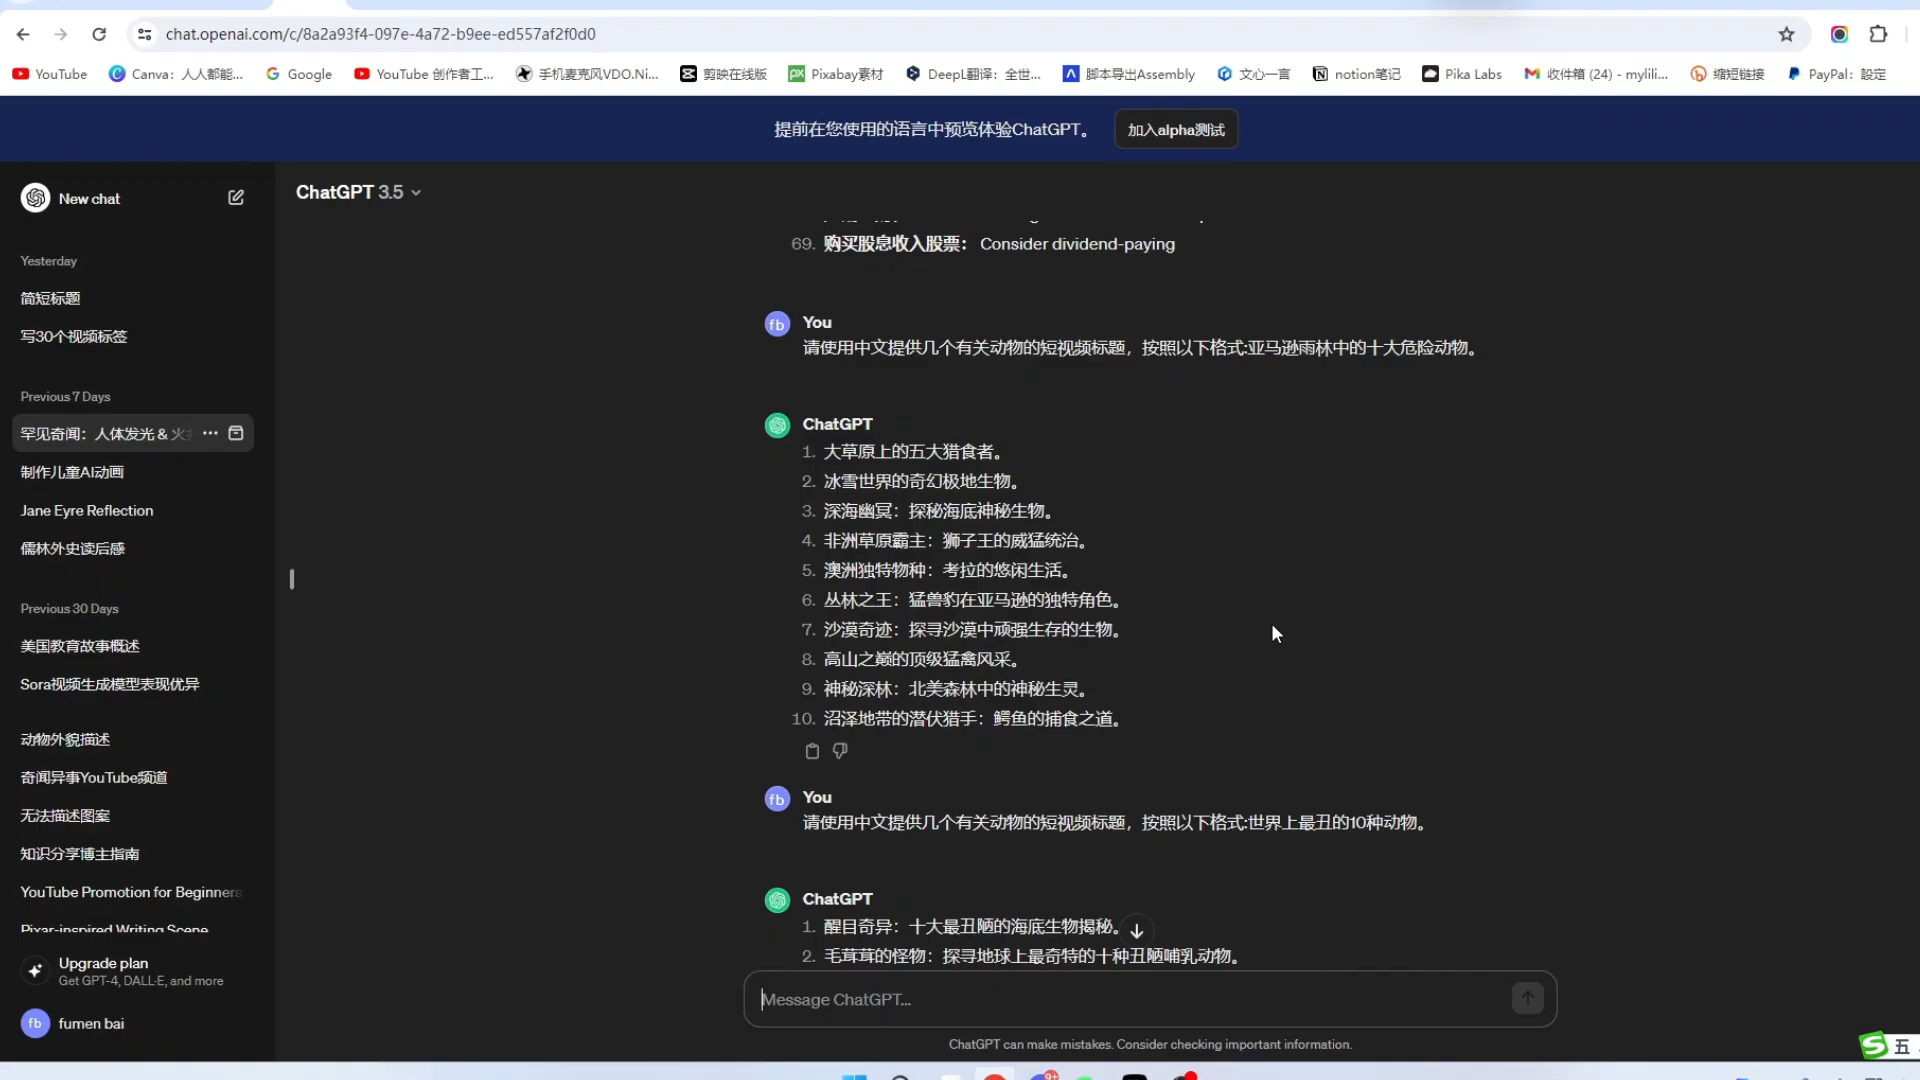 chat.openai.com/c/8a2a93f4-097e-4a72-b9ee-ed557af2f0d0
YouTube
Canva：人人都能...
Google
YouTube 创作者工...
手机麦克风VDO.Ni...
剪映在线版
Pixabay素材
DeepL翻译：全世...
脚本导出Assembly
文心一言
notion笔记
Pika Labs
收件箱 (24) - mylili...
缩短链接
PayPal：設定
提前在您使用的语言中预览体验ChatGPT。
加入alpha测试
New chat
ChatGPT 3.5
Yesterday
简短标题
写30个视频标签
Previous 7 Days
罕见奇闻：人体发光 & 火
制作儿童AI动画
Jane Eyre Reflection
儒林外史读后感
Previous 30 Days
美国教育故事概述
Sora视频生成模型表现优异
动物外貌描述
奇闻异事YouTube频道
无法描述图案
知识分享博主指南
YouTube Promotion for Beginners
Pixar-inspired Writing Scene
Upgrade plan
Get GPT-4, DALL·E, and more
fb
fumen bai
69. 购买股息收入股票： Consider dividend-paying
fb
You
请使用中文提供几个有关动物的短视频标题，按照以下格式:亚马逊雨林中的十大危险动物。
ChatGPT
1. 大草原上的五大猎食者。
2. 冰雪世界的奇幻极地生物。
3. 深海幽冥：探秘海底神秘生物。
4. 非洲草原霸主：狮子王的威猛统治。
5. 澳洲独特物种：考拉的悠闲生活。
6. 丛林之王：猛兽豹在亚马逊的独特角色。
7. 沙漠奇迹：探寻沙漠中顽强生存的生物。
8. 高山之巅的顶级猛禽风采。
9. 神秘深林：北美森林中的神秘生灵。
10. 沼泽地带的潜伏猎手：鳄鱼的捕食之道。
fb
You
请使用中文提供几个有关动物的短视频标题，按照以下格式:世界上最丑的10种动物。
ChatGPT
1. 醒目奇异：十大最丑陋的海底生物揭秘。
2. 毛茸茸的怪物：探寻地球上最奇特的十种丑陋哺乳动物。
Message ChatGPT...
ChatGPT can make mistakes. Consider checking important information.
五